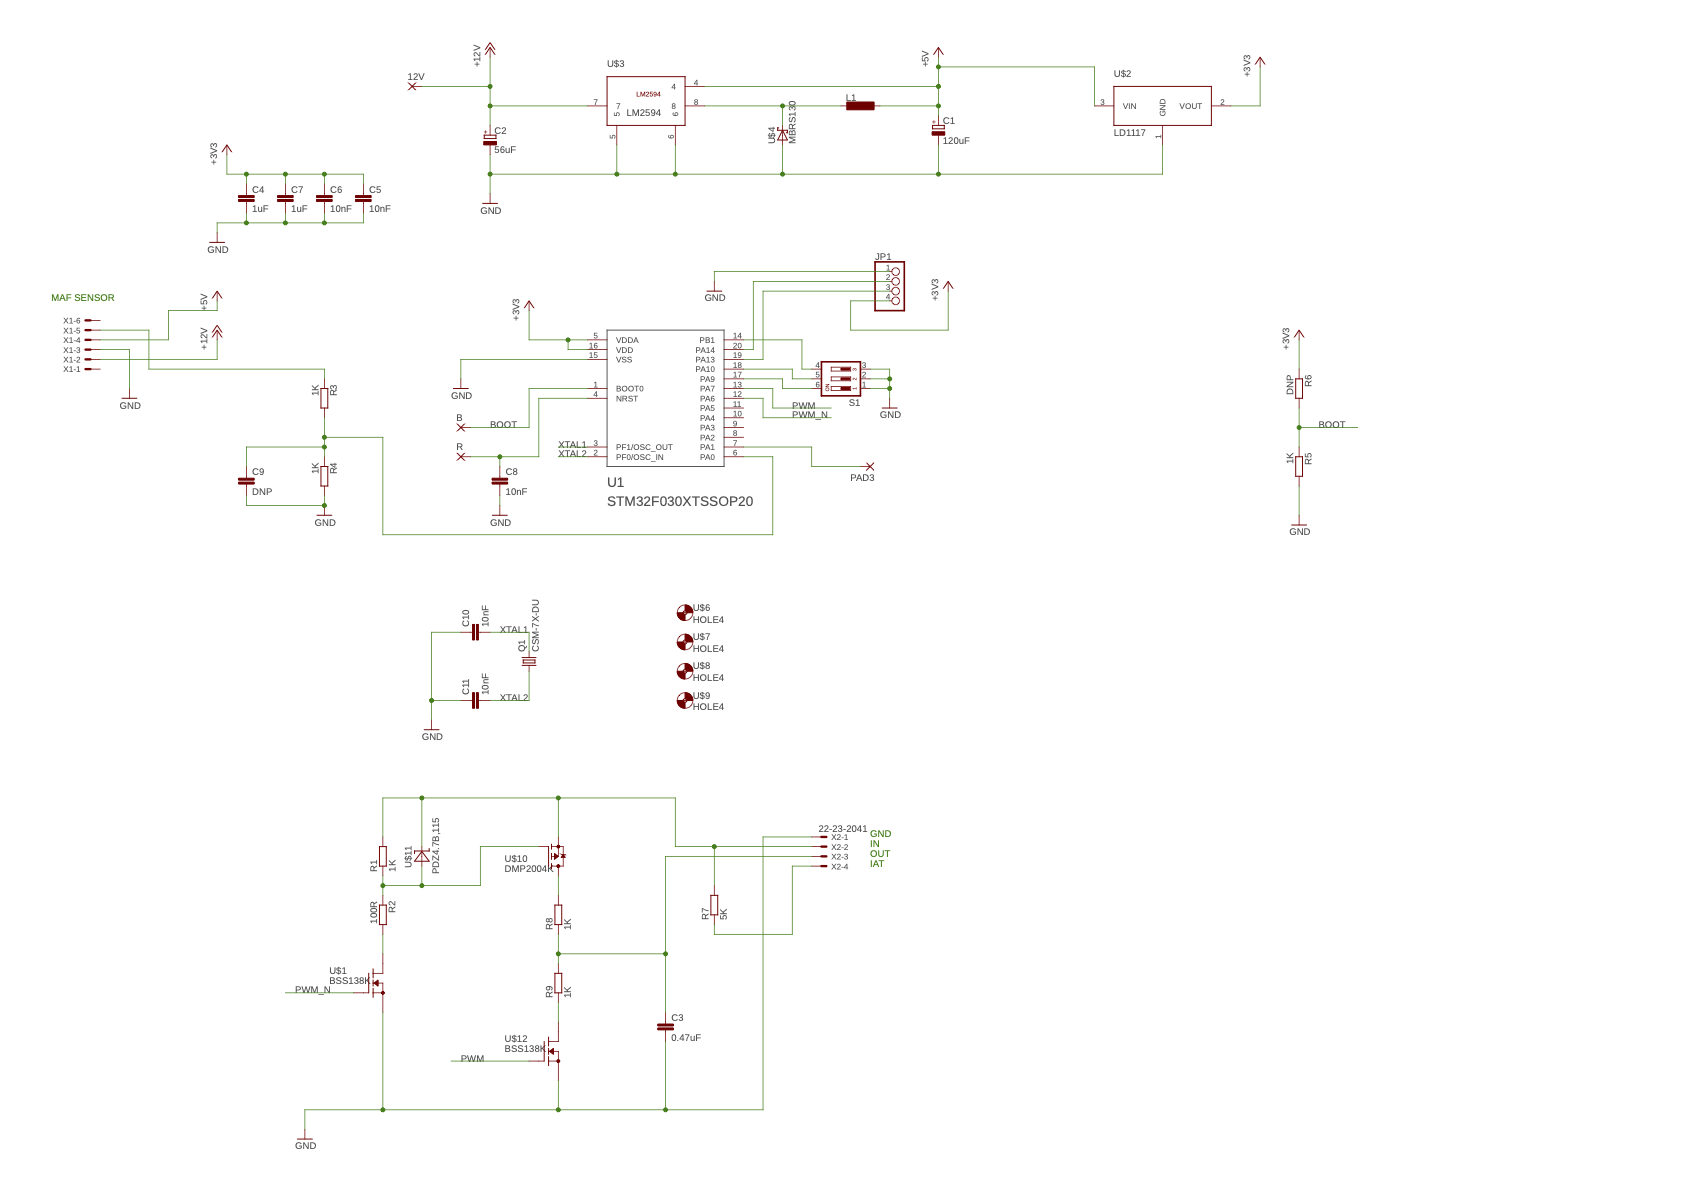 +12V
12V
U$3
LM2594
LM2594
7
7
5
4
8
6
4
8
5
6
C2
56uF
GND
U$4
MBRS130
L1
+5V
C1
120uF
U$2
3
VIN
GND
VOUT
2
1
LD1117
+3V3
+3V3
C4
1uF
C7
1uF
C6
10nF
C5
10nF
GND
MAF SENSOR
X1-6
X1-5
X1-4
X1-3
X1-2
X1-1
+5V
+12V
GND
1K
R3
1K
R4
C9
DNP
GND
+3V3
GND
B
BOOT
R
C8
10nF
GND
XTAL1
XTAL2
5 VDDA
16 VDD
15 VSS
1 BOOT0
4 NRST
3 PF1/OSC_OUT
2 PF0/OSC_IN
PB1 14
PA14 20
PA13 19
PA10 18
PA9 17
PA7 13
PA6 12
PA5 11
PA4 10
PA3 9
PA2 8
PA1 7
PA0 6
U1
STM32F030XTSSOP20
GND
JP1
1
2
3
4
+3V3
4
5
6
3
2
1
ON
1
2
3
S1
GND
PWM
PWM_N
PAD3
+3V3
DNP
R6
BOOT
1K
R5
GND
C10
10nF
XTAL1
Q1
CSM-7X-DU
C11
10nF
XTAL2
GND
U$6
HOLE4
U$7
HOLE4
U$8
HOLE4
U$9
HOLE4
R1
1K
U$11
PDZ4.7B,115
100R
R2
U$1
BSS138K
PWM_N
U$10
DMP2004K
R8
1K
R9
1K
U$12
BSS138K
PWM
C3
0.47uF
R7
5K
22-23-2041
X2-1 GND
X2-2 IN
X2-3 OUT
X2-4 IAT
GND